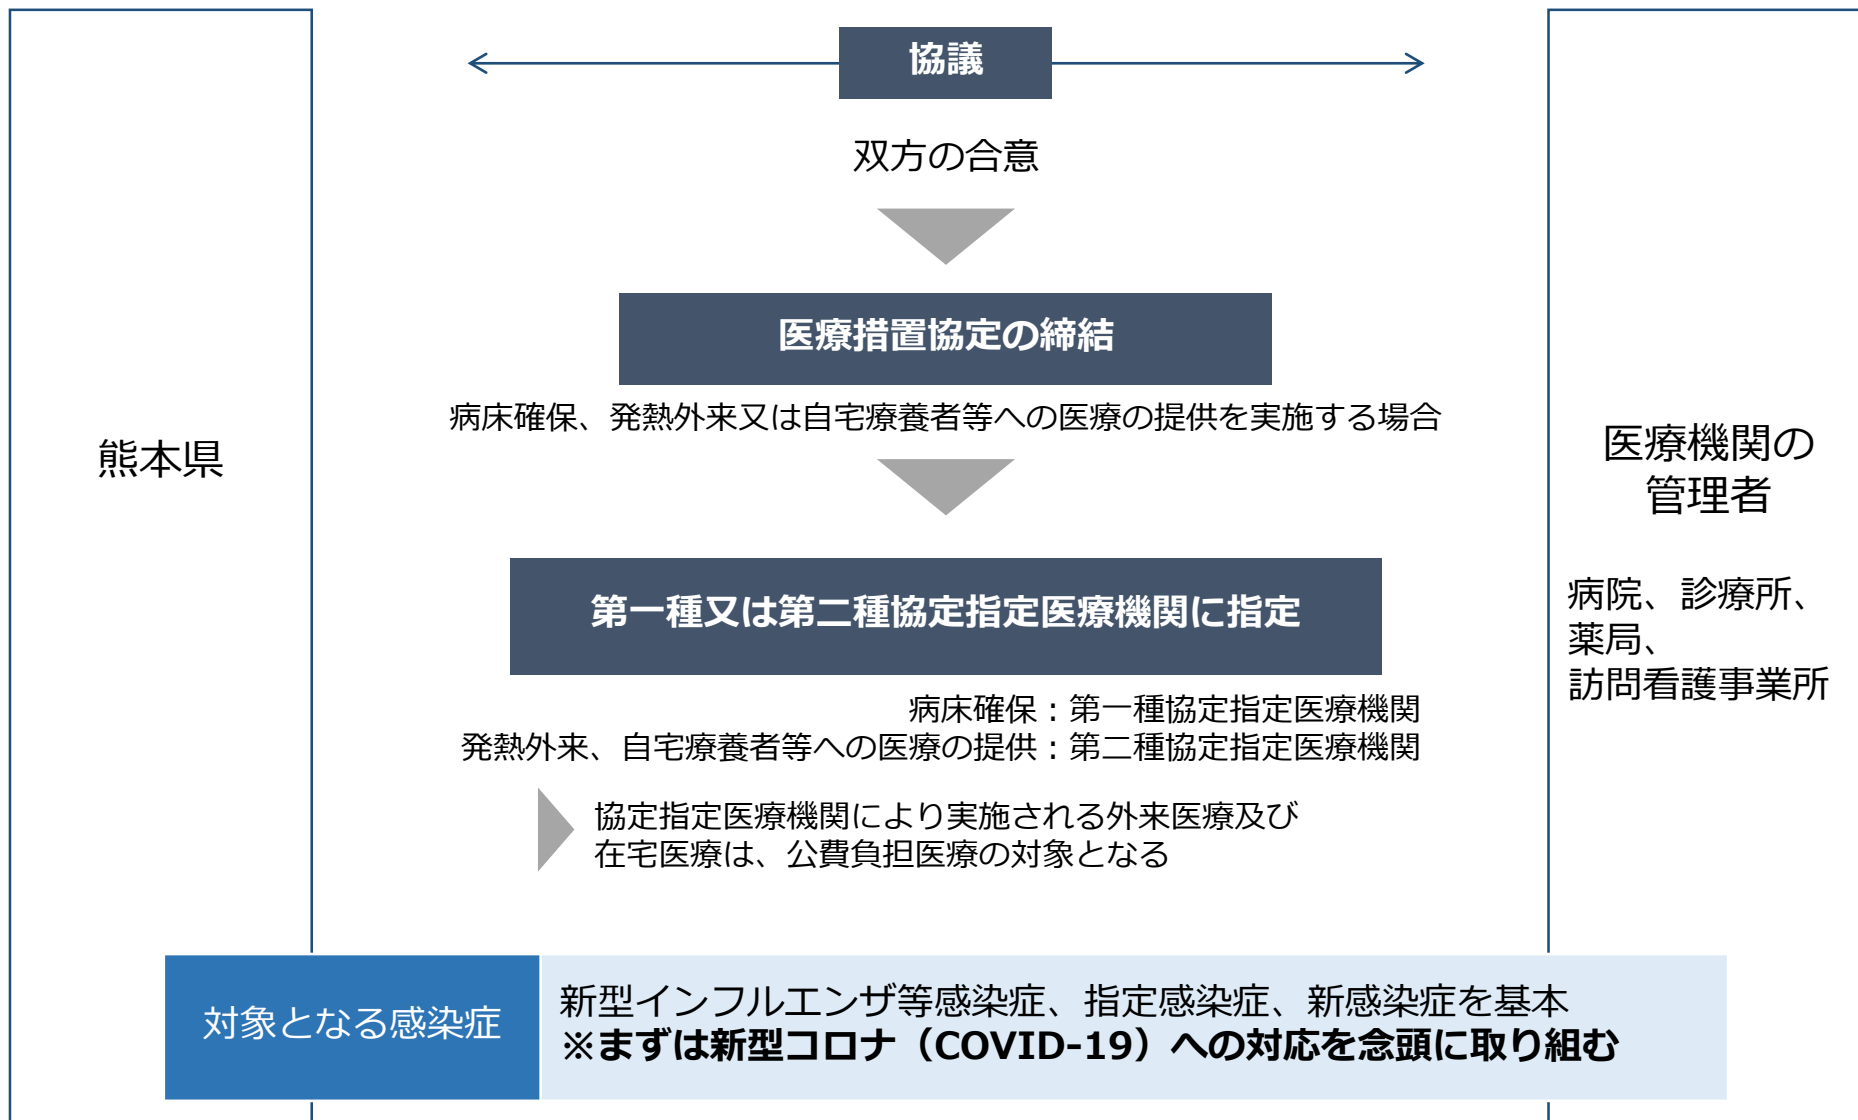 協議
双方の合意
医療措置協定の締結
病床確保、発熱外来又は自宅療養者等への医療の提供を実施する場合
熊本県
医療機関の
管理者
病院、診療所、
薬局、
訪問看護事業所
第一種又は第二種協定指定医療機関に指定
病床確保：第一種協定指定医療機関
発熱外来、自宅療養者等への医療の提供：第二種協定指定医療機関
協定指定医療機関により実施される外来医療及び
在宅医療は、公費負担医療の対象となる
対象となる感染症
新型インフルエンザ等感染症、指定感染症、新感染症を基本
※まずは新型コロナ（COVID-19）への対応を念頭に取り組む